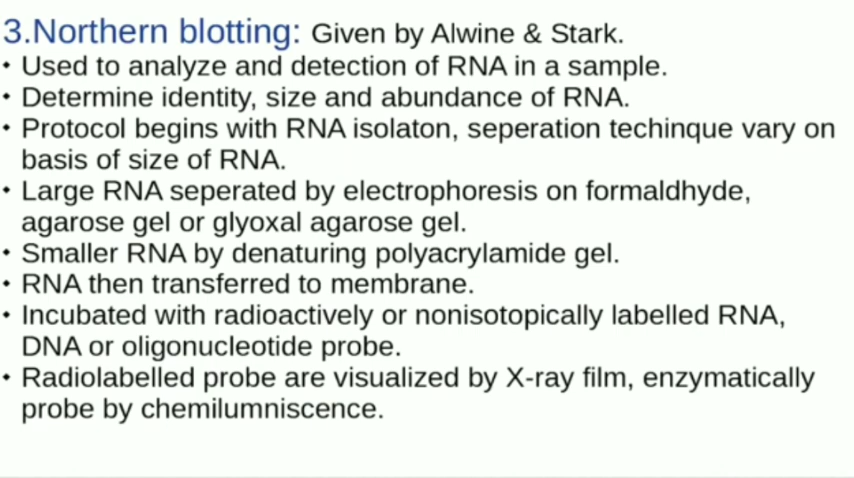 3.Northern blotting: Given by Alwine & Stark.
• Used to analyze and detection of RNA in a sample.
• Determine identity, size and abundance of RNA.
• Protocol begins with RNA isolaton, seperation techinque vary on
basis of size of RNA.
• Large RNA seperated by electrophoresis on formaldhyde,
agarose gel or glyoxal agarose gel.
• Smaller RNA by denaturing polyacrylamide gel.
• RNA then transferred to membrane.
• Incubated with radioactively or nonisotopically labelled RNA,
DNA or oligonucleotide probe.
• Radiolabelled probe are visualized by X-ray film, enzymatically
probe by chemilumniscence.